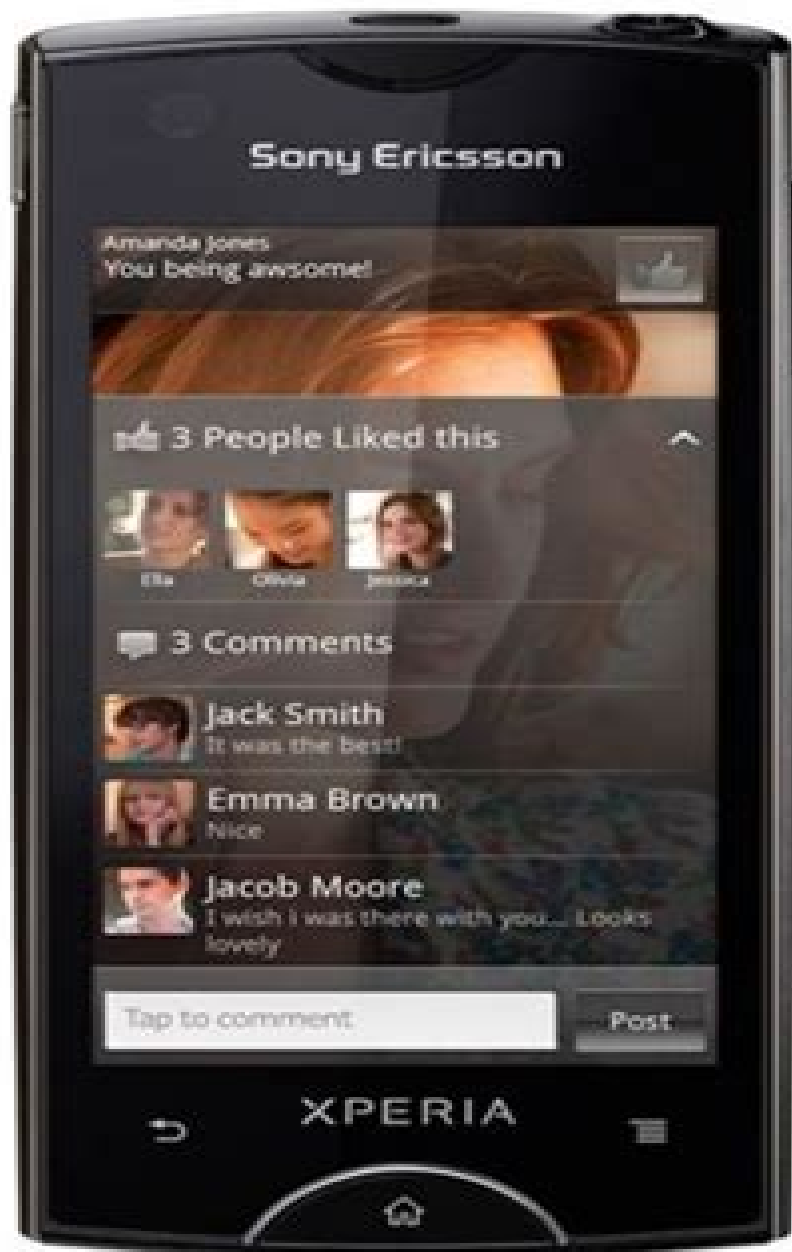 Sony Ericsson
Amanda Jones
You being awsome!
3 People Liked this
Ella Olivia Jessica
3 Comments
Jack Smith
It was the best!
Emma Brown
Nice
Jacob Moore
I wish i was there with you... Looks
lovely
Tap to comment Post
XPERIA